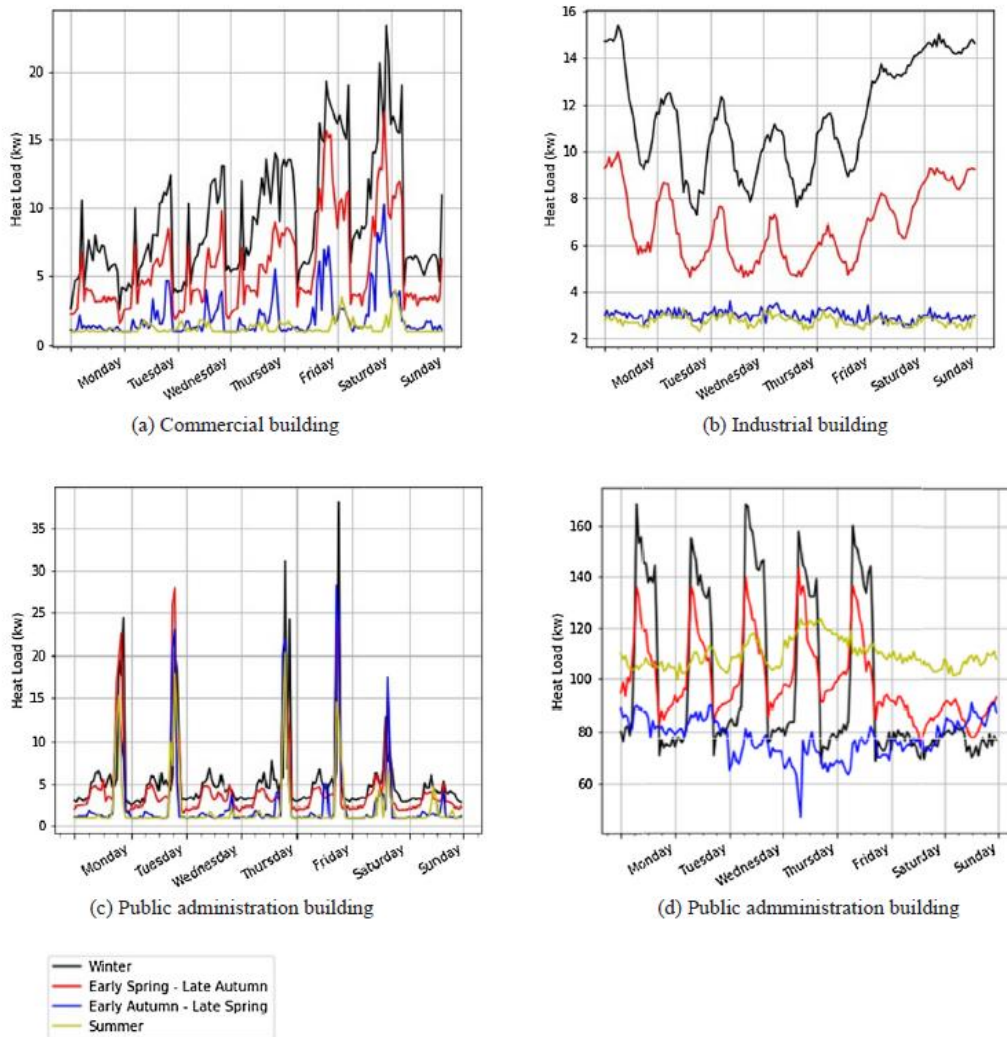 20
15
10
5
0
Heat Load (kw)
Monday
Tuesday
Wednesday
Thursday
Friday
Saturday
Sunday
(a) Commercial building
16
14
12
10
8
6
4
2
Heat Load (kw)
Monday
Tuesday
Wednesday
Thursday
Friday
Saturday
Sunday
(b) Industrial building
35
30
25
20
15
10
5
0
Heat Load (kw)
Monday
Tuesday
Wednesday
Thursday
Friday
Saturday
Sunday
(c) Public administration building
160
140
120
100
80
60
Heat Load (kw)
Monday
Tuesday
Wednesday
Thursday
Friday
Saturday
Sunday
(d) Public admministration building
Winter
Early Spring - Late Autumn
Early Autumn - Late Spring
Summer